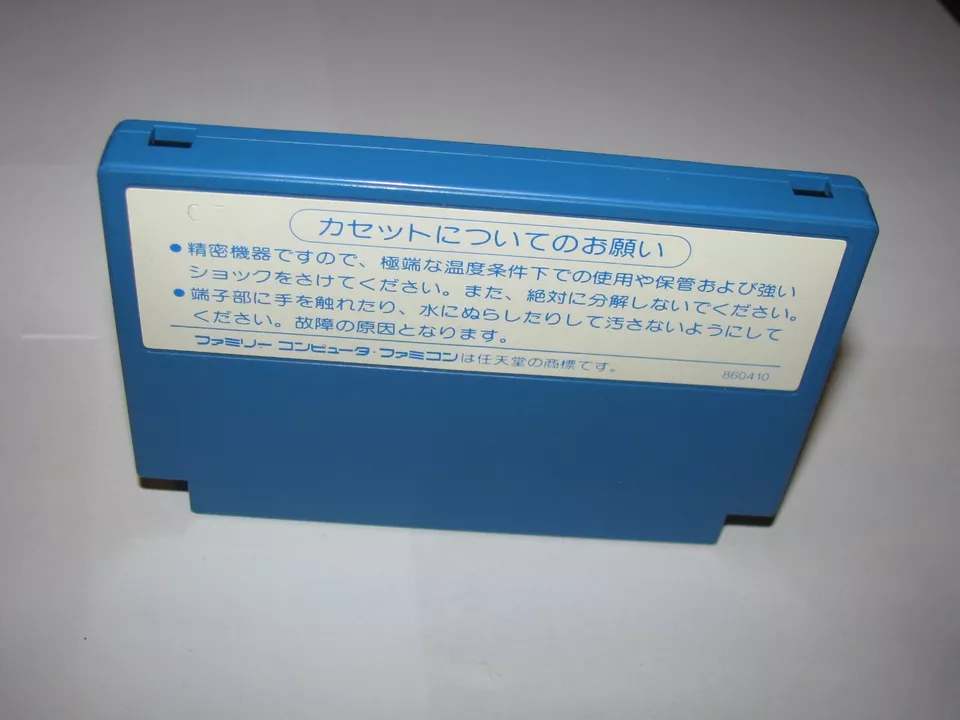 カセットについてのお願い
●精密機器ですので、極端な温度条件下での使用や保管および強い
ショックをさけてください。また、絶対に分解しないでください。
●端子部に手を触れたり、水にぬらしたりして汚さないようにして
ください。故障の原因となります。
ファミリー コンピュータ・ファミコンは任天堂の商標です。
860410